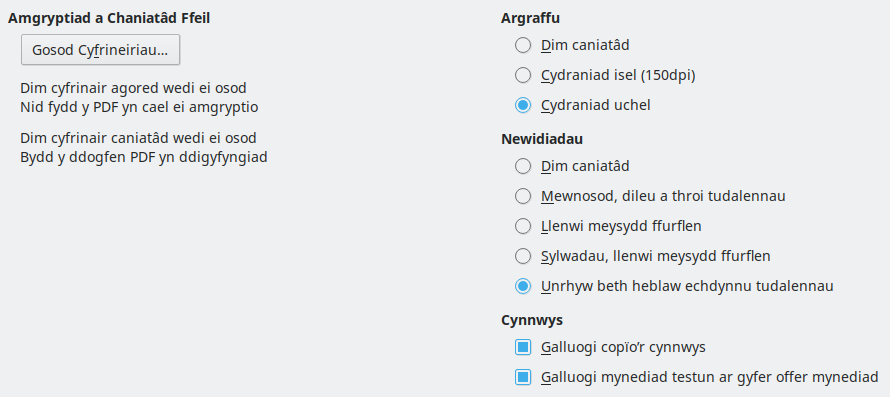 Amgryptiad a Chaniatâd Ffeil
Gosod Cyfrineiriau...
Dim cyfrinair agored wedi ei osod
Nid fydd y PDF yn cael ei amgryptio
Dim cyfrinair caniatâd wedi ei osod
Bydd y ddogfen PDF yn ddigyfyngiad
Argraffu
Dim caniatâd
Cydraniad isel (150dpi)
Cydraniad uchel
Newidiadau
Dim caniatâd
Mewnosod, dileu a throi tudalennau
Llenwi meysydd ffurflen
Sylwadau, llenwi meysydd ffurflen
Unrhyw beth heblaw echdynnu tudalennau
Cynnwys
Galluogi copïo'r cynnwys
Galluogi mynediad testun ar gyfer offer mynediad